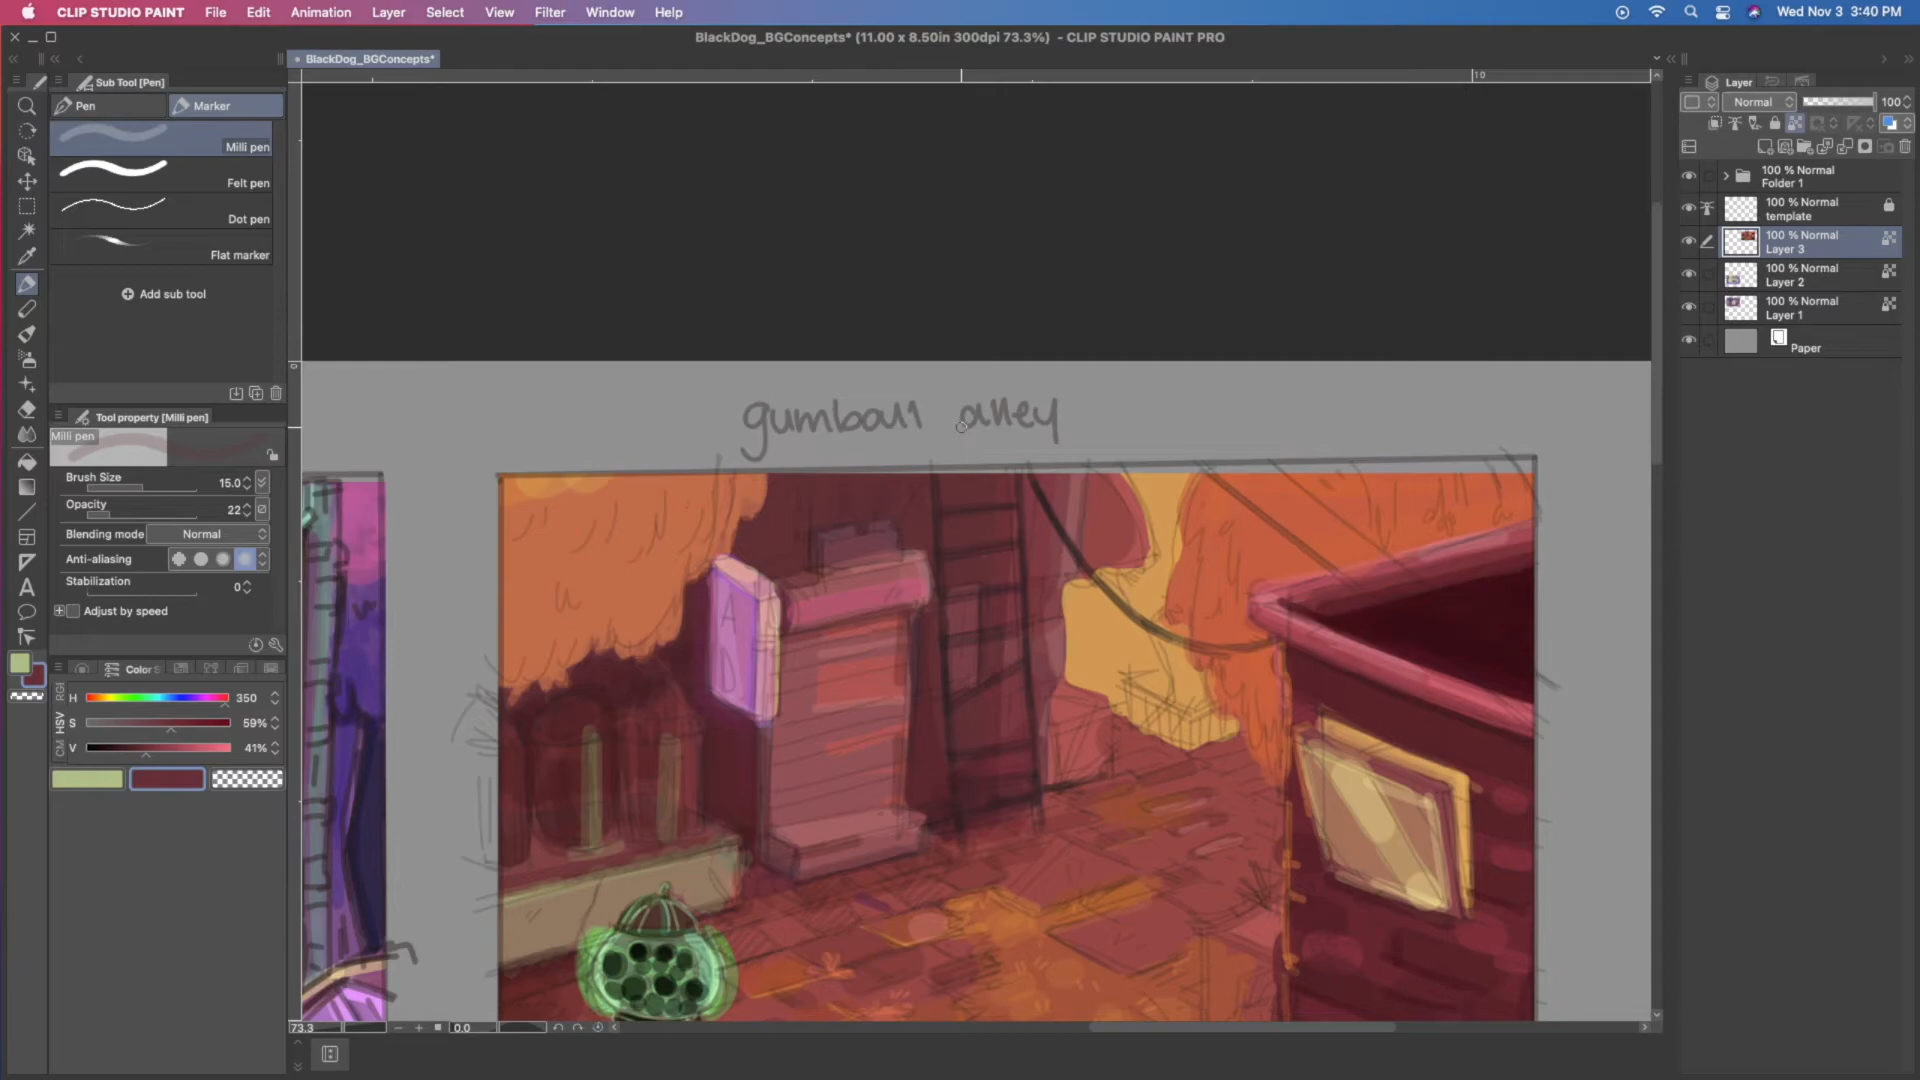 CLIP STUDIO PAINT File Edit Animation Layer Select View Filter Window Help Wed Nov 3 3:40 PM
BlackDog_BGConcepts* (11.00 x 8.50in 300dpi 73.3%) - CLIP STUDIO PAINT PRO
BlackDog_BGConcepts*
Sub Tool [Pen]
Pen Marker
Milli pen
Felt pen
Dot pen
Flat marker
Add sub tool
Tool property [Milli pen]
Milli pen
Brush Size 15.0
Opacity 22
Blending mode Normal
Anti-aliasing
Stabilization 0
Adjust by speed
Color S
H 350
S 59%
V 41%
HSV
10
0
gumball alley
A
D
73.3 0.0
Layer
Normal 100
100 % Normal
Folder 1
100 % Normal
template
100 % Normal
Layer 3
100 % Normal
Layer 2
100 % Normal
Layer 1
Paper